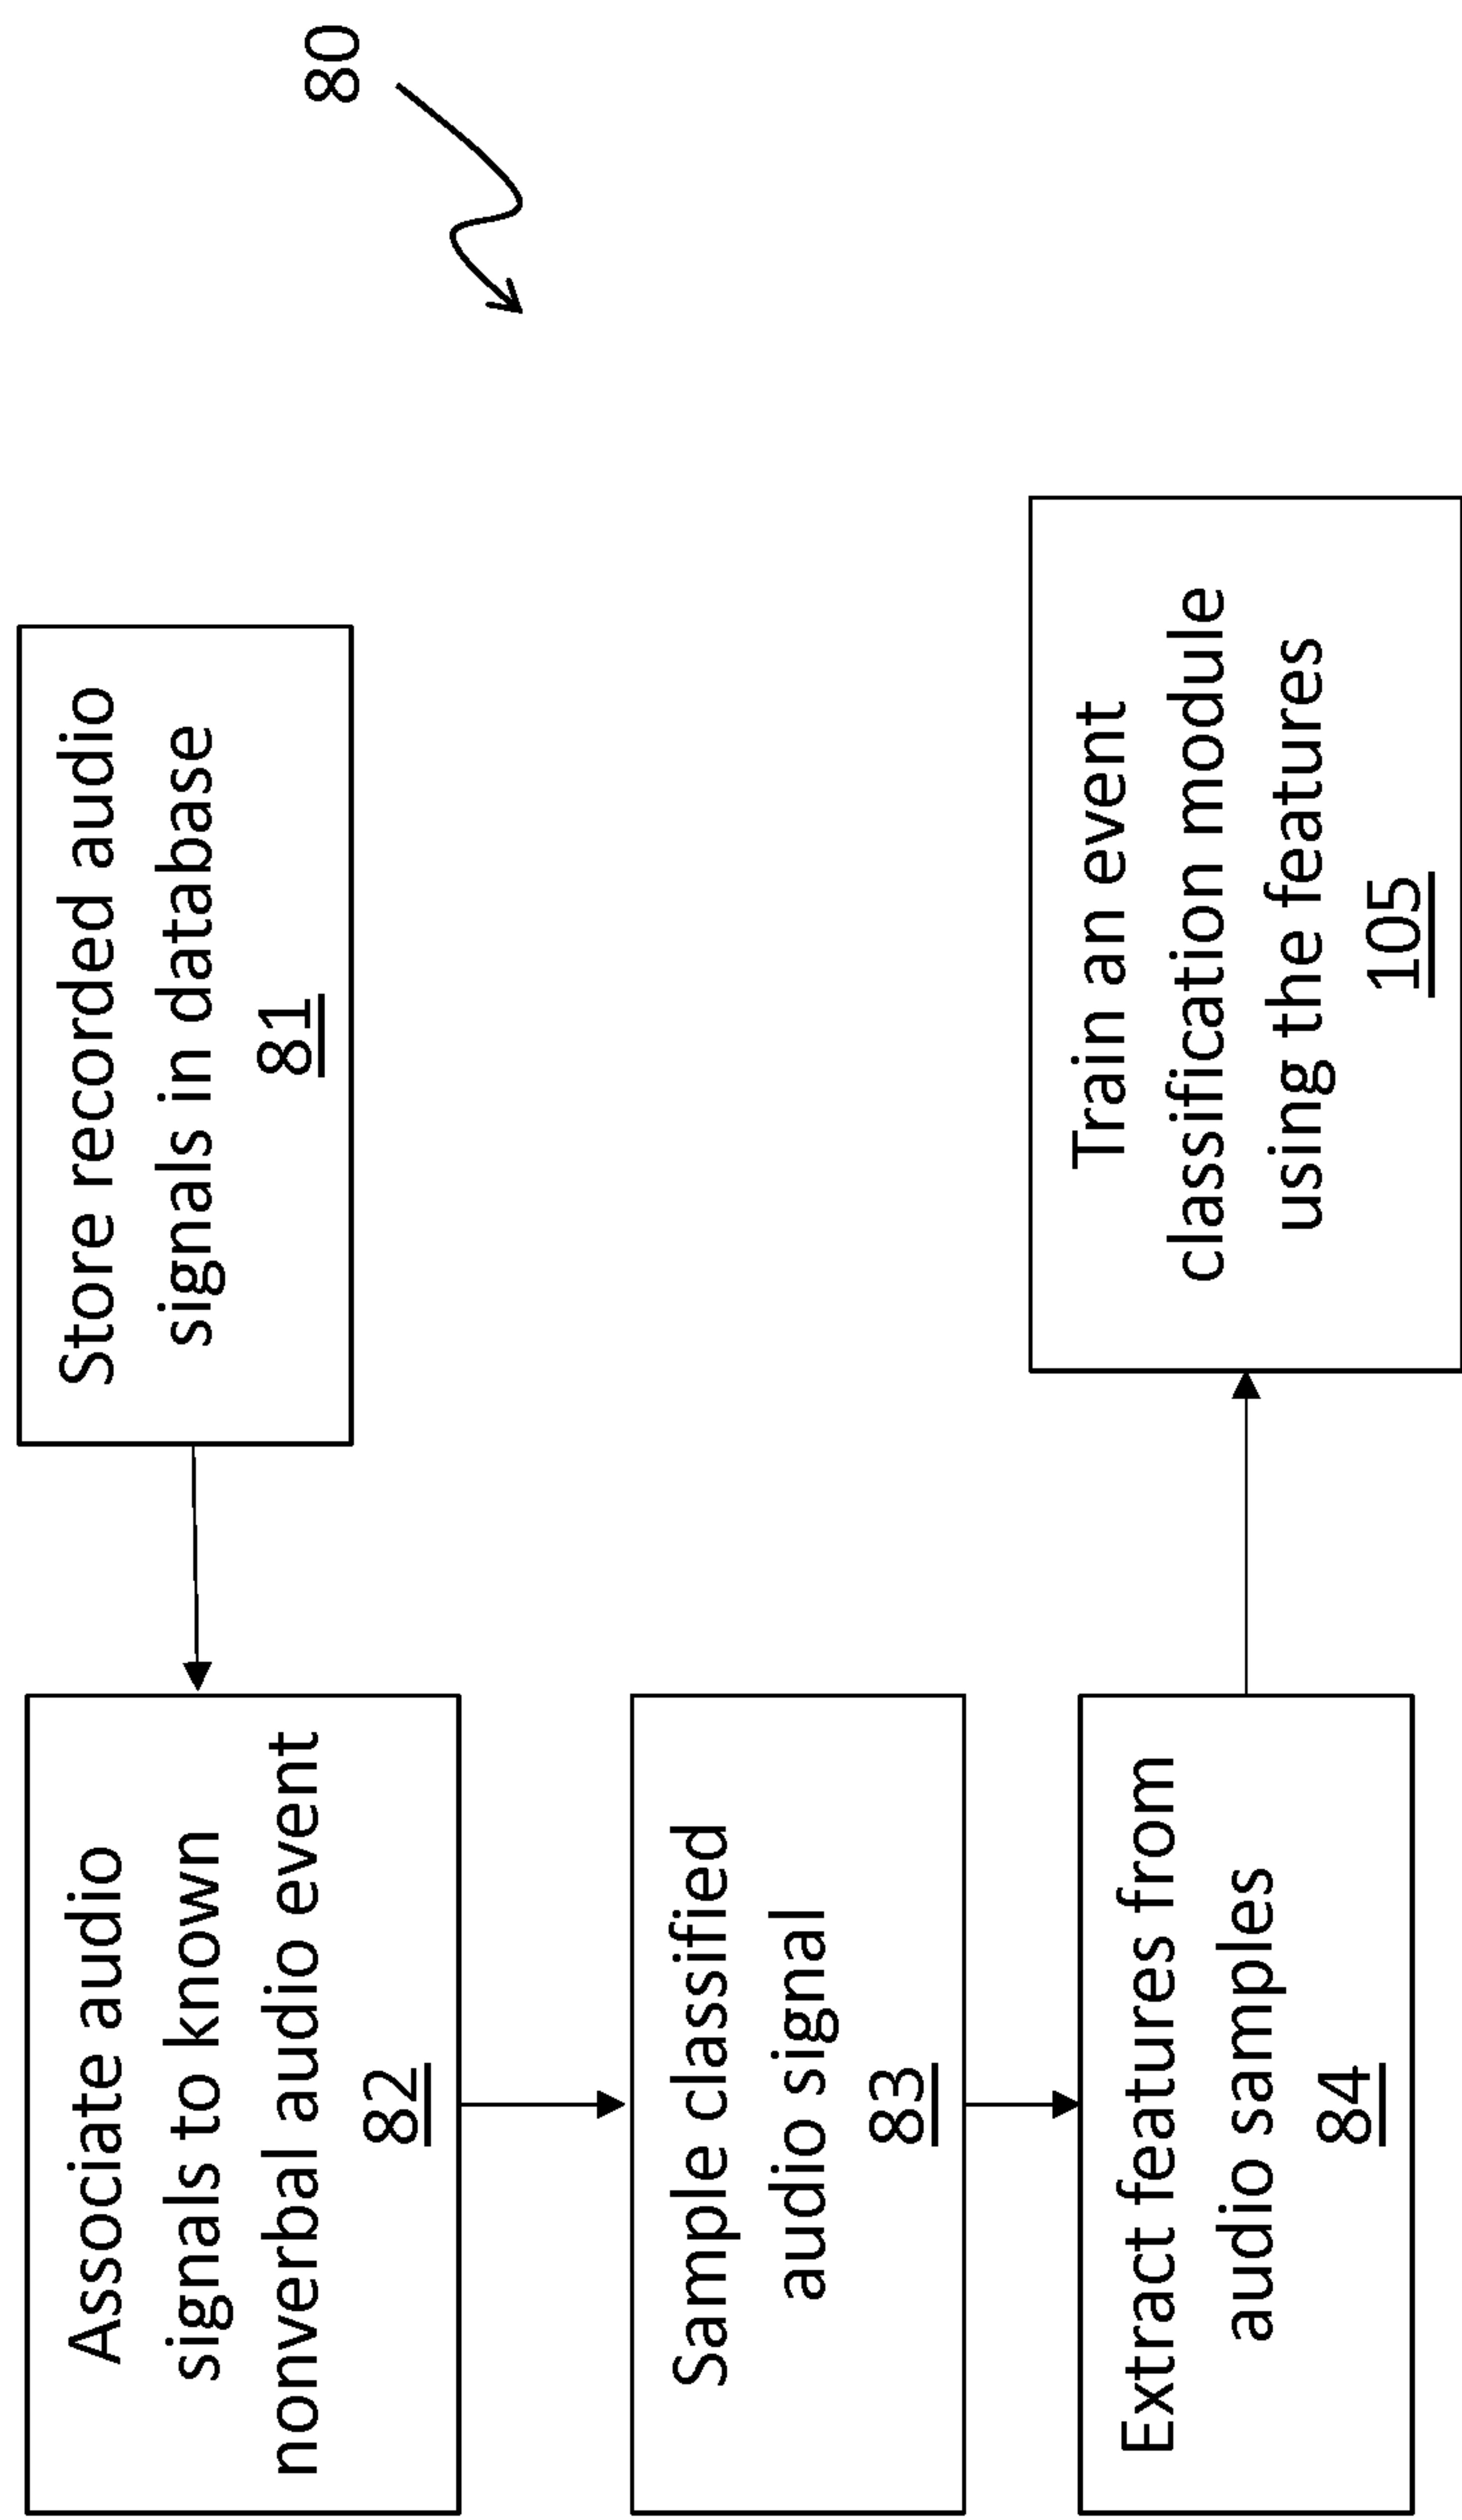 80
Store recorded audio
signals in database
81
Associate audio
signals to known
nonverbal audio event
82
Sample classified
audio signal
83
Extract features from
audio samples
84
Train an event
classification module
using the features
105